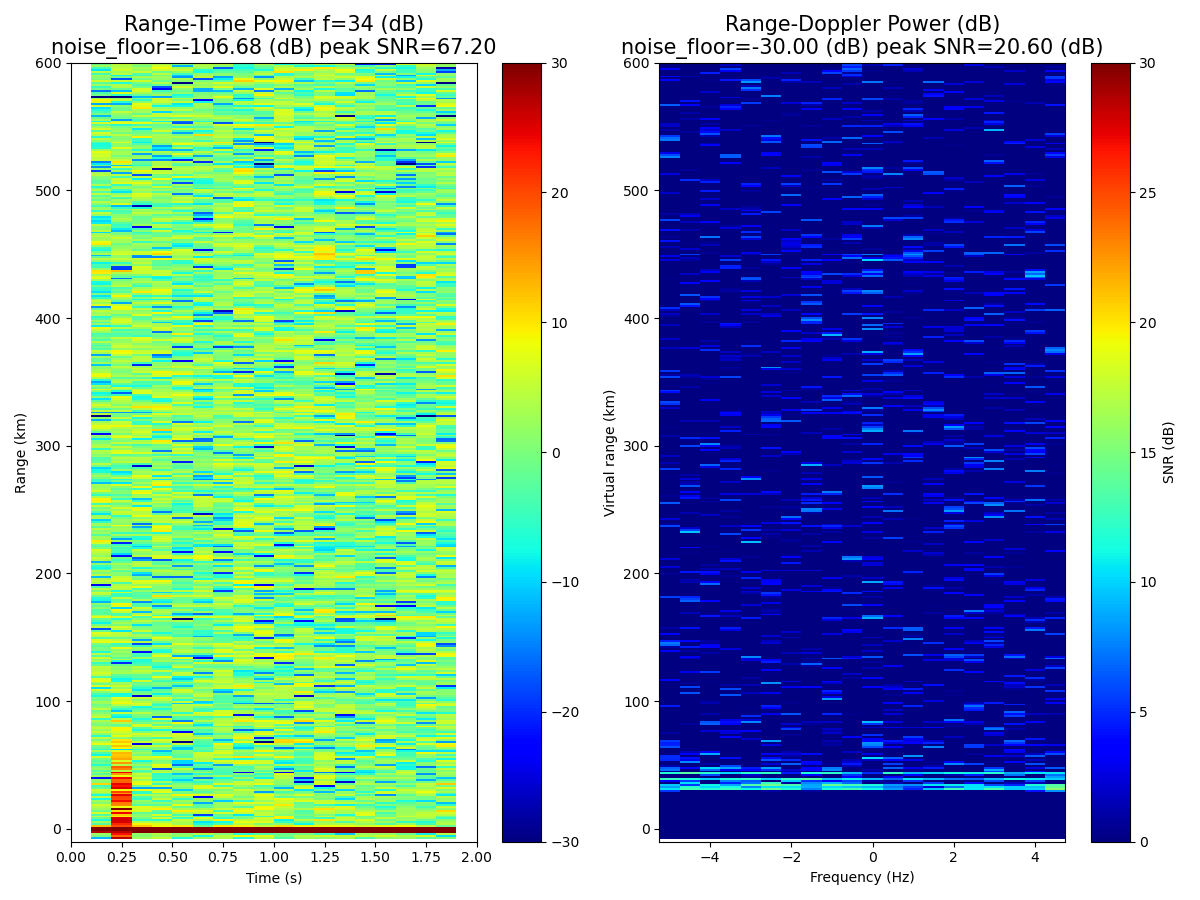 Range-Time Power f=34 (dB)
noise_floor=-106.68 (dB) peak SNR=67.20
600
500
400
300
200
100
0
Range (km)
0.00 0.25 0.50 0.75 1.00 1.25 1.50 1.75 2.00
Time (s)
30
20
10
0
−10
−20
−30
Range-Doppler Power (dB)
noise_floor=-30.00 (dB) peak SNR=20.60 (dB)
600
500
400
300
200
100
0
Virtual range (km)
−4 −2 0 2 4
Frequency (Hz)
30
25
20
15
10
5
0
SNR (dB)